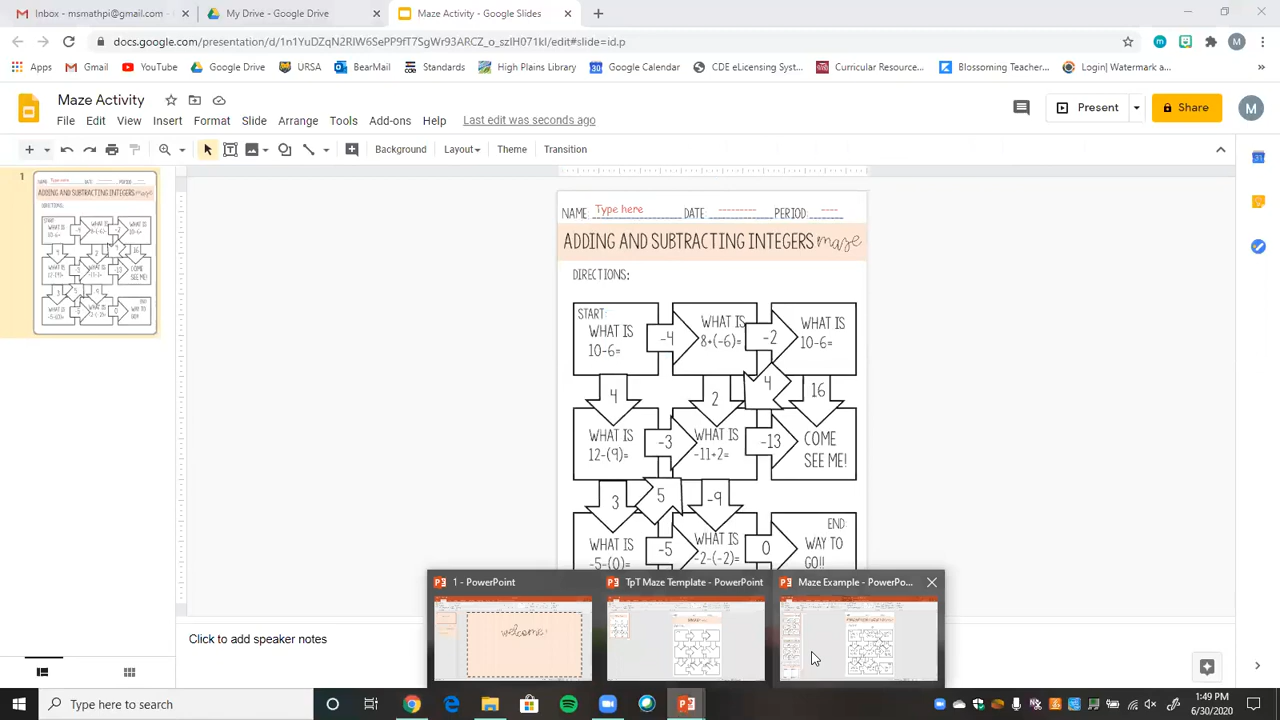 Inbox - msmathpi@gmail.com -
My Drive - Google Drive
Maze Activity - Google Slides
docs.google.com/presentation/d/1n1YuDZqN2RIW6SePP9fT7SgWr93ARCZ_o_szIH071kI/edit#slide=id.p
Apps
Gmail
YouTube
Google Drive
URSA
BearMail
Standards
High Plains Library
Google Calendar
CDE eLicensing Syst...
Curricular Resource...
Blossoming Teacher...
Login| Watermark a...
Maze Activity
File Edit View Insert Format Slide Arrange Tools Add-ons Help Last edit was seconds ago
Present
Share
M
Background Layout Theme Transition
1
NAME: Type here DATE: PERIOD:
ADDING AND SUBTRACTING INTEGERS maze
DIRECTIONS:
START:
WHAT IS
10-6=
-4
WHAT IS
8+(-6)=
-2
WHAT IS
10-6=
4
2
4
16
WHAT IS
12-(9)=
-3
WHAT IS
-11+2=
-13
COME
SEE ME!
3
5
-9
WHAT IS
-5-(0)=
-5
WHAT IS
-2-(-2)=
0
END:
WAY TO
GO!!
1 - PowerPoint
TpT Maze Template - PowerPoint
Maze Example - PowerPo...
welcome!
Click to add speaker notes
Type here to search
1:49 PM
6/30/2020